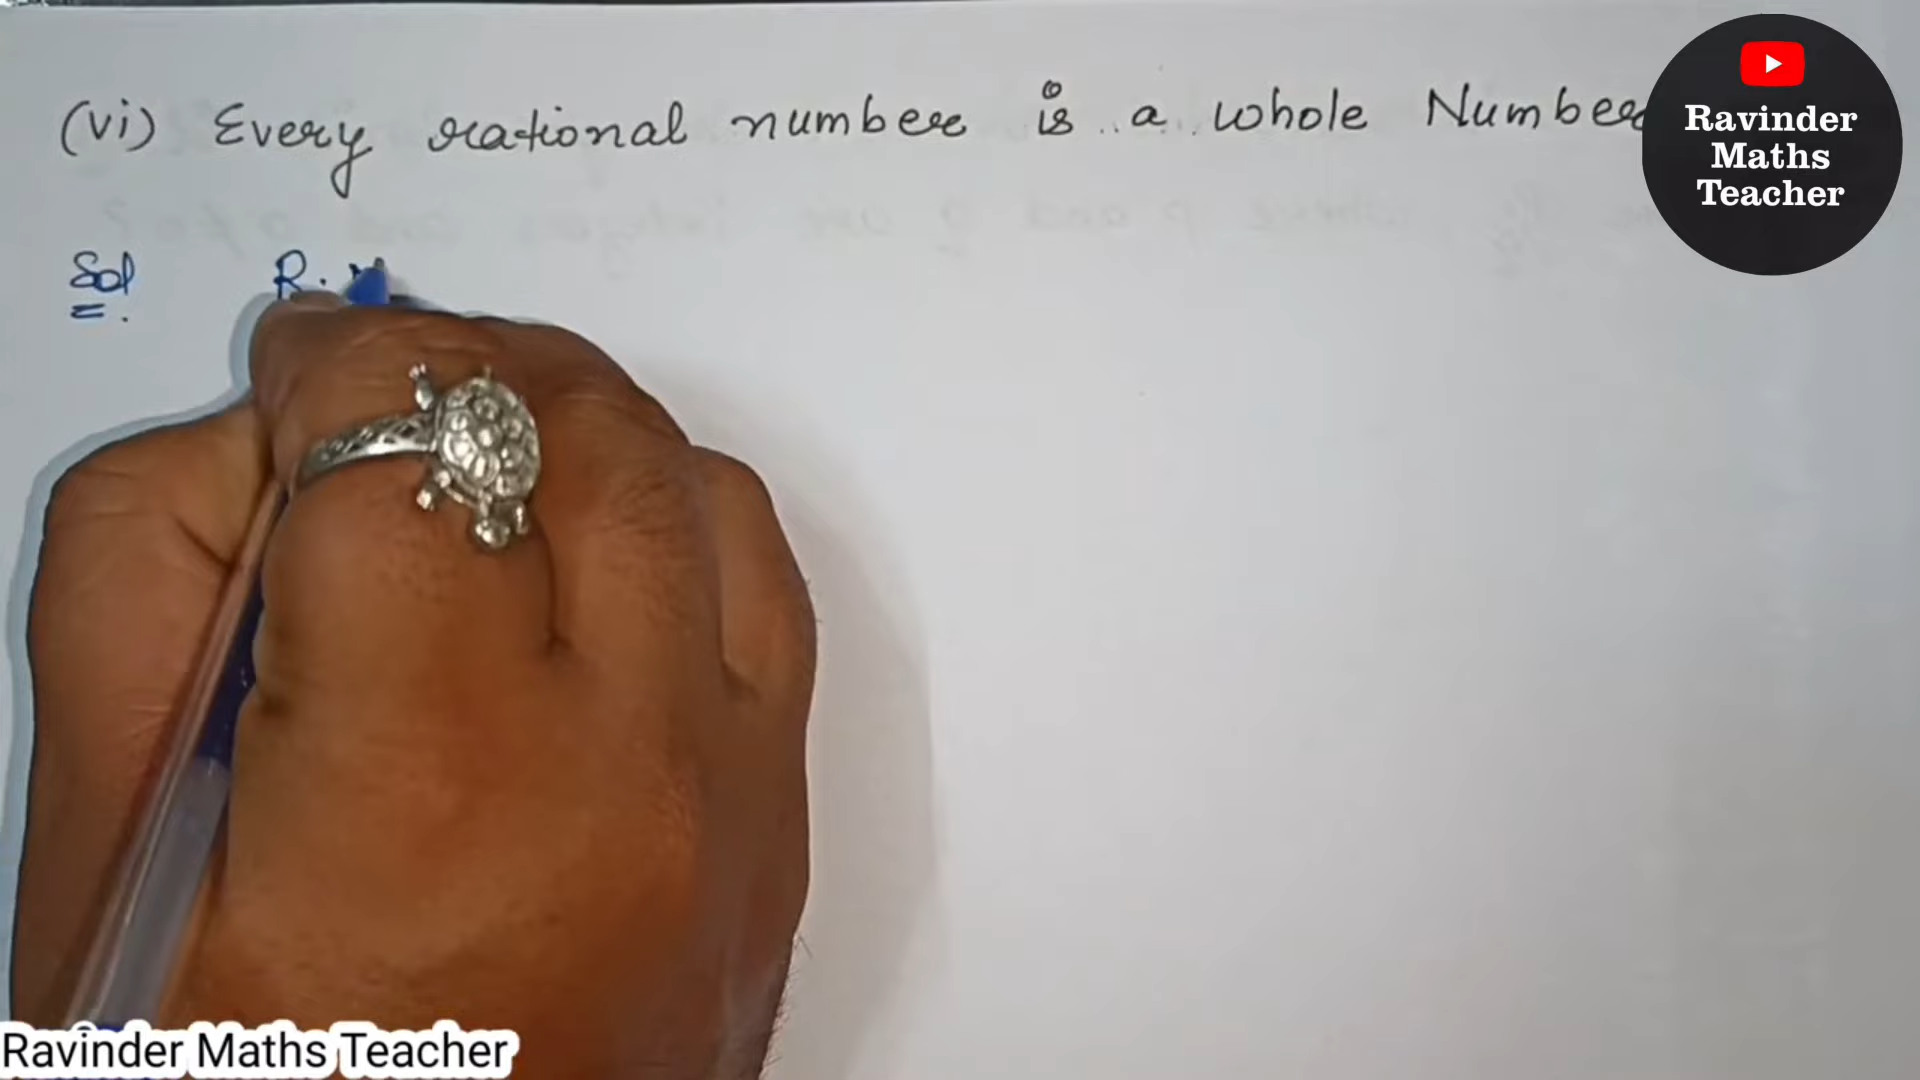 (vi) Every rational number is a whole Number
Ravinder
Maths
Teacher
Sol R.
Ravinder Maths Teacher